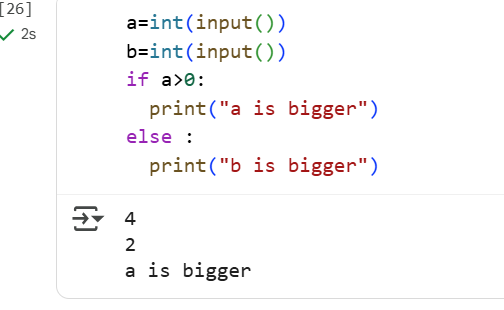 [26]
2s
a=int(input())
b=int(input())
if a>0:
  print("a is bigger")
else :
  print("b is bigger")
4
2
a is bigger